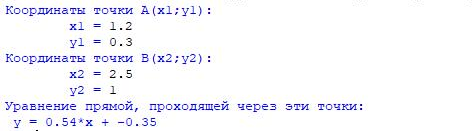 Координаты точки A(x1;y1):
x1 = 1.2
y1 = 0.3
Координаты точки B(x2;y2):
x2 = 2.5
y2 = 1
Уравнение прямой, проходящей через эти точки:
y = 0.54*x + -0.35